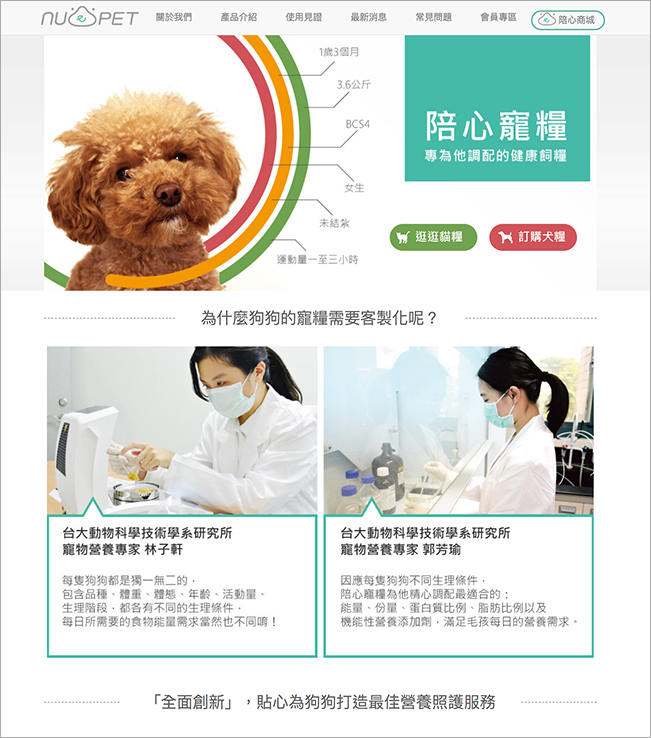 NU PET 關於我們 產品介紹 使用見證 最新消息 常見問題 會員專區 陪心商城
1歲3個月
3.6公斤
BCS4
女生
未結紮
運動量一至三小時
陪心寵糧
專為他調配的健康飼糧
逛逛貓糧 訂購犬糧
為什麼狗狗的寵糧需要客製化呢？
台大動物科學技術學系研究所
寵物營養專家 林子軒
每隻狗狗都是獨一無二的，
包含品種、體重、體態、年齡、活動量、
生理階段，都各有不同的生理條件，
每日所需要的食物能量需求當然也不同唷！
台大動物科學技術學系研究所
寵物營養專家 郭芳瑜
因應每隻狗狗不同生理條件，
陪心寵糧為他精心調配最適合的：
能量、份量、蛋白質比例、脂肪比例以及
機能性營養添加劑，滿足毛孩每日的營養需求。
「全面創新」，貼心為狗狗打造最佳營養照護服務